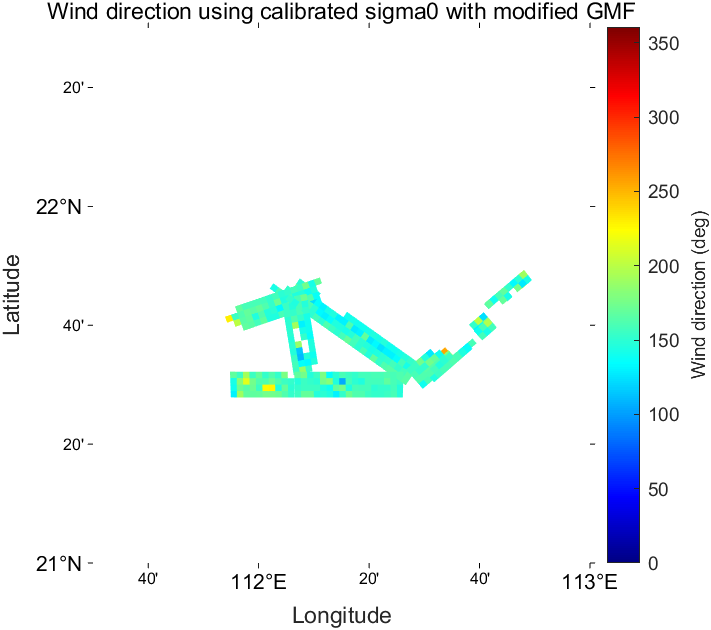 Wind direction using calibrated sigma0 with modified GMF
20'
22°N
40'
20'
21°N
Latitude
40'
112°E
20'
40'
113°E
Longitude
350
300
250
200
150
100
50
0
Wind direction (deg)